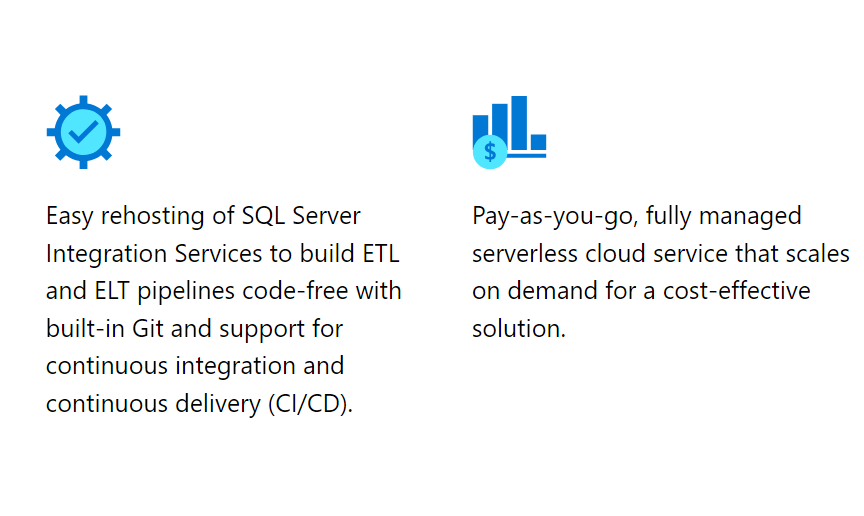 $
Easy rehosting of SQL Server
Integration Services to build ETL
and ELT pipelines code-free with
built-in Git and support for
continuous integration and
continuous delivery (CI/CD).
Pay-as-you-go, fully managed
serverless cloud service that scales
on demand for a cost-effective
solution.